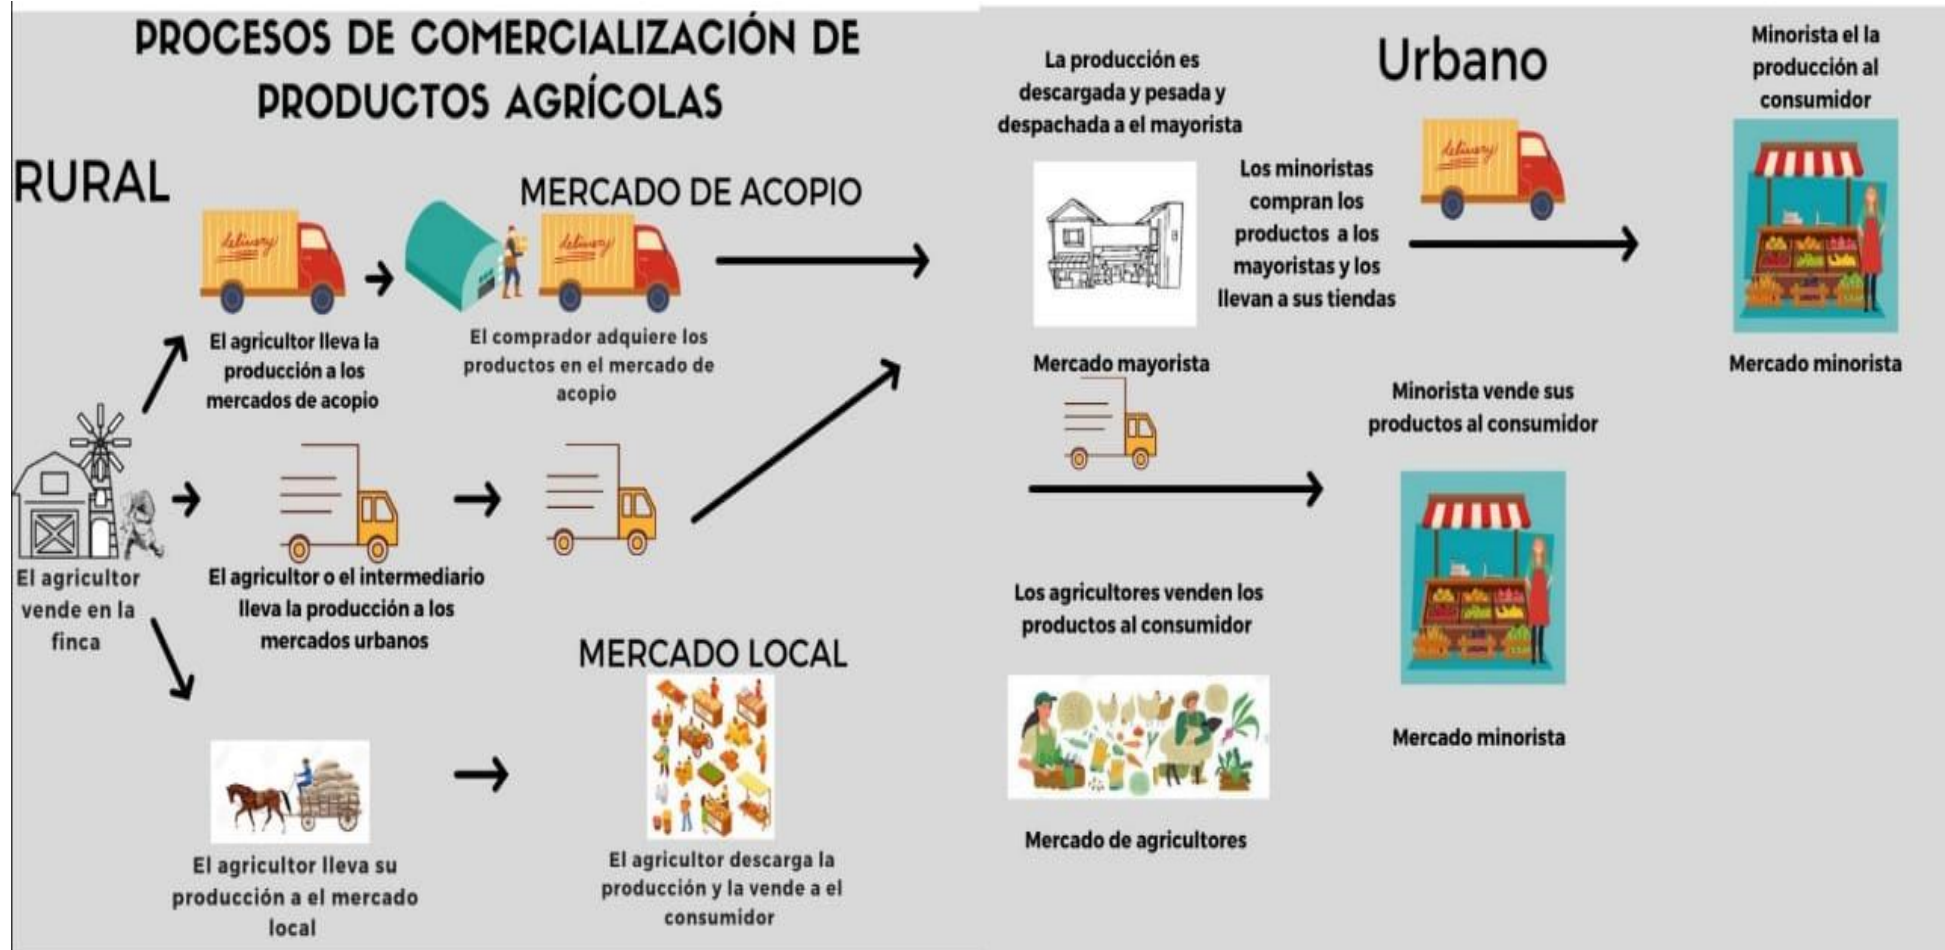 PROCESOS DE COMERCIALIZACIÓN DE
PRODUCTOS AGRÍCOLAS
RURAL
delivery
El agricultor lleva la
producción a los
mercados de acopio
MERCADO DE ACOPIO
delivery
El comprador adquiere los
productos en el mercado de
acopio
El agricultor
vende en la
finca
El agricultor o el intermediario
lleva la producción a los
mercados urbanos
El agricultor lleva su
producción a el mercado
local
MERCADO LOCAL
El agricultor descarga la
producción y la vende a el
consumidor
Urbano
La producción es
descargada y pesada y
despachada a el mayorista
Mercado mayorista
Los minoristas
compran los
productos a los
mayoristas y los
llevan a sus tiendas
delivery
Minorista el la
producción al
consumidor
Mercado minorista
Minorista vende sus
productos al consumidor
Mercado minorista
Los agricultores venden los
productos al consumidor
Mercado de agricultores